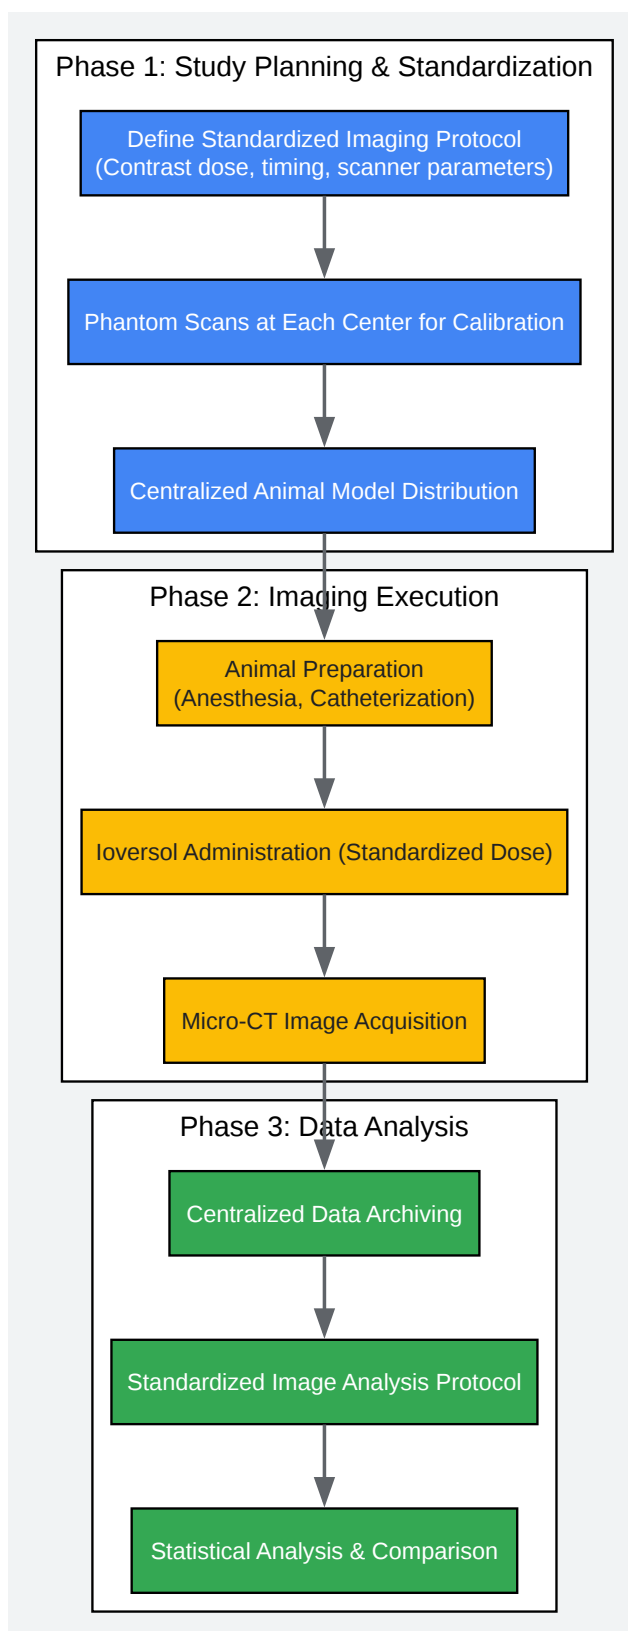 Phase 1: Study Planning & Standardization
Define Standardized Imaging Protocol
(Contrast dose, timing, scanner parameters)
Phantom Scans at Each Center for Calibration
Centralized Animal Model Distribution
Phase 2: Imaging Execution
Animal Preparation
(Anesthesia, Catheterization)
Ioversol Administration (Standardized Dose)
Micro-CT Image Acquisition
Phase 3: Data Analysis
Centralized Data Archiving
Standardized Image Analysis Protocol
Statistical Analysis & Comparison